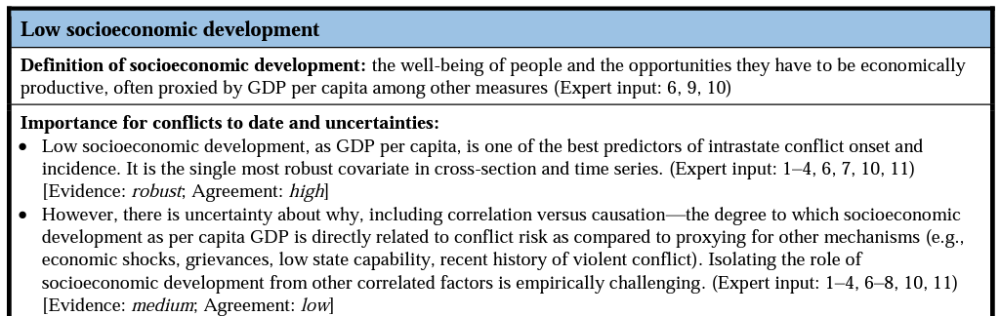 Low socioeconomic development
Definition of socioeconomic development: the well-being of people and the opportunities they have to be economically
productive, often proxied by GDP per capita among other measures (Expert input: 6, 9, 10)
Importance for conflicts to date and uncertainties:
• Low socioeconomic development, as GDP per capita, is one of the best predictors of intrastate conflict onset and
incidence. It is the single most robust covariate in cross-section and time series. (Expert input: 1–4, 6, 7, 10, 11)
[Evidence: robust; Agreement: high]
• However, there is uncertainty about why, including correlation versus causation—the degree to which socioeconomic
development as per capita GDP is directly related to conflict risk as compared to proxying for other mechanisms (e.g.,
economic shocks, grievances, low state capability, recent history of violent conflict). Isolating the role of
socioeconomic development from other correlated factors is empirically challenging. (Expert input: 1–4, 6–8, 10, 11)
[Evidence: medium; Agreement: low]